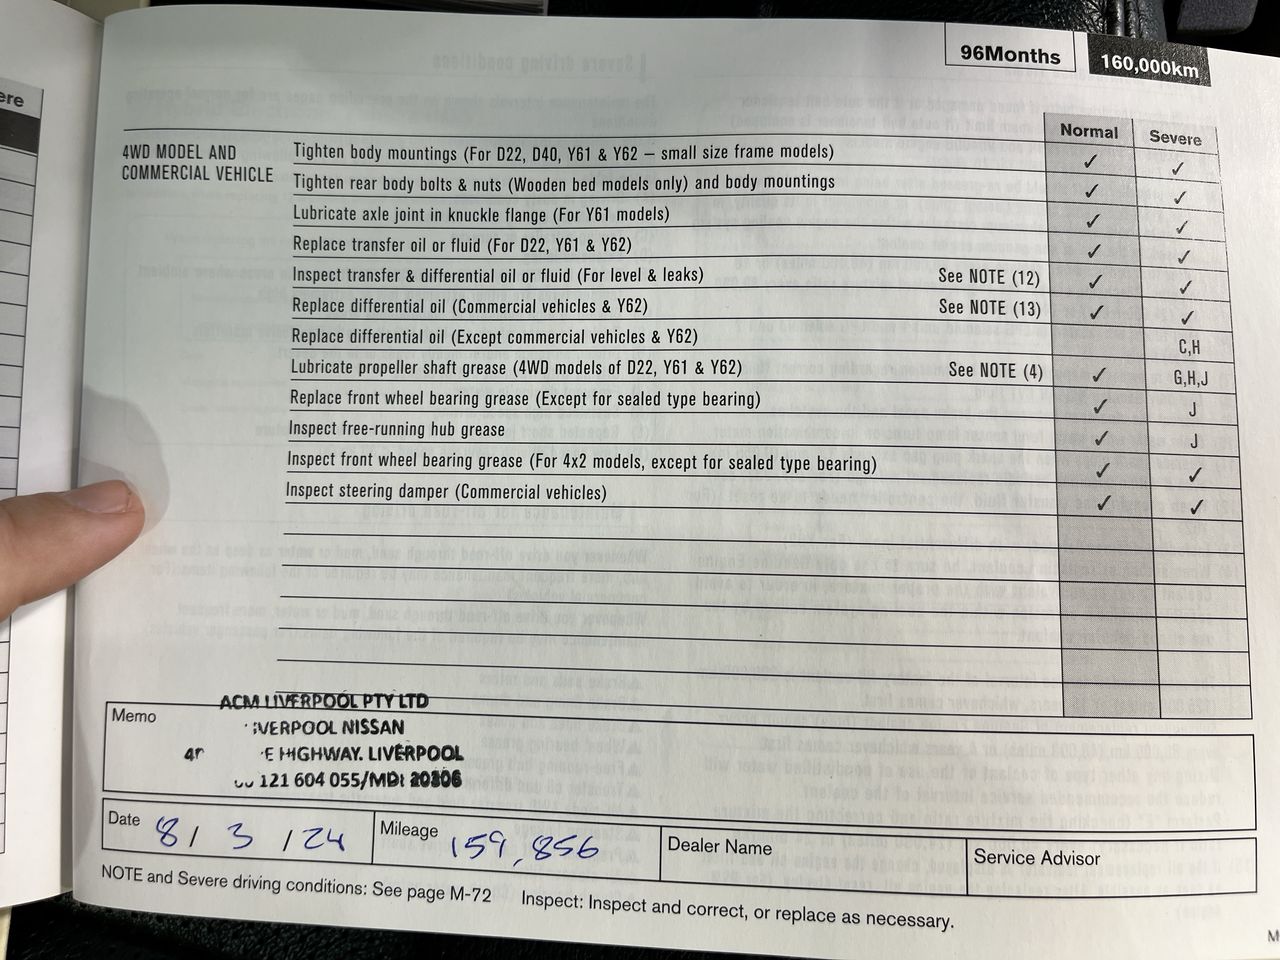 ere
96Months 160,000km
Normal Severe
4WD MODEL AND
COMMERCIAL VEHICLE
Tighten body mountings (For D22, D40, Y61 & Y62 – small size frame models) ✓ ✓
Tighten rear body bolts & nuts (Wooden bed models only) and body mountings ✓ ✓
Lubricate axle joint in knuckle flange (For Y61 models) ✓ ✓
Replace transfer oil or fluid (For D22, Y61 & Y62) ✓ ✓
Inspect transfer & differential oil or fluid (For level & leaks) See NOTE (12) ✓ ✓
Replace differential oil (Commercial vehicles & Y62) See NOTE (13) ✓ ✓
Replace differential oil (Except commercial vehicles & Y62) C,H
Lubricate propeller shaft grease (4WD models of D22, Y61 & Y62) See NOTE (4) ✓ G,H,J
Replace front wheel bearing grease (Except for sealed type bearing) ✓ J
Inspect free-running hub grease ✓ J
Inspect front wheel bearing grease (For 4x2 models, except for sealed type bearing) ✓ ✓
Inspect steering damper (Commercial vehicles) ✓ ✓
Memo
ACM LIVERPOOL PTY LTD
IVERPOOL NISSAN
E HIGHWAY. LIVERPOOL
121 604 055/MD: 20306
Date 8/ 3 /24 Mileage 159,856 Dealer Name Service Advisor
NOTE and Severe driving conditions: See page M-72 Inspect: Inspect and correct, or replace as necessary.